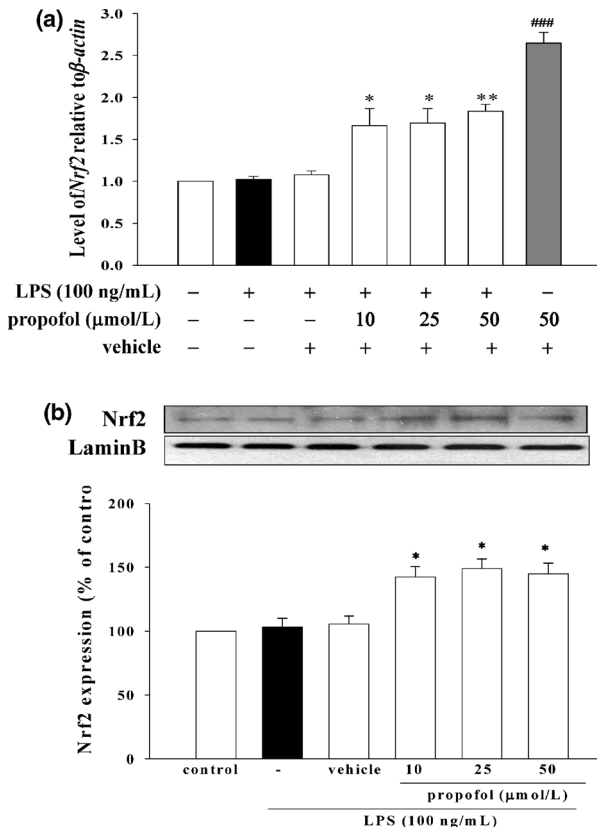 (a)
Level of Nrf2 relative to β-actin
3.0
2.5
2.0
1.5
1.0
0.5
0.0
* * ** ###
LPS (100 ng/mL) – + + + + + –
propofol (μmol/L) – – – 10 25 50 50
vehicle – – + + + + +
(b)
Nrf2
LaminB
Nrf2 expression (% of contro
200
150
100
50
0
* * *
control - vehicle 10 25 50
propofol (μmol/L)
LPS (100 ng/mL)